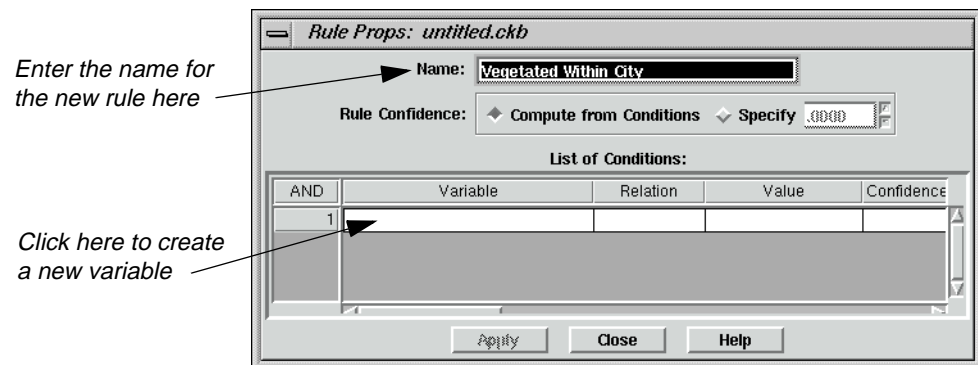 Rule Props: untitled.ckb
Enter the name for
the new rule here
Name: Vegetated Within City
Rule Confidence: Compute from Conditions Specify .0000
List of Conditions:
AND Variable Relation Value Confidence
1
Click here to create
a new variable
Apply Close Help